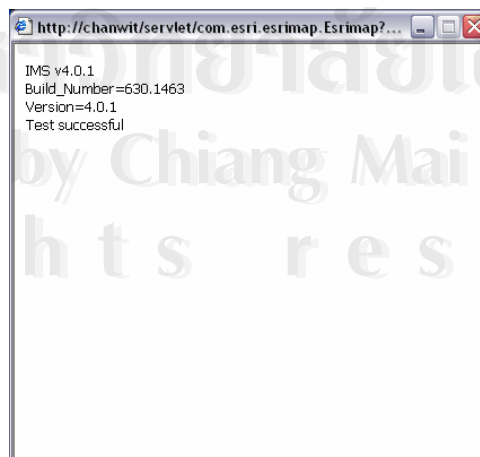 http://chanwit/servlet/com.esri.esrimap.Esrimap?...
IMS v4.0.1
Build_Number=630.1463
Version=4.0.1
Test successful
by Chiang Mai
h t s r e s